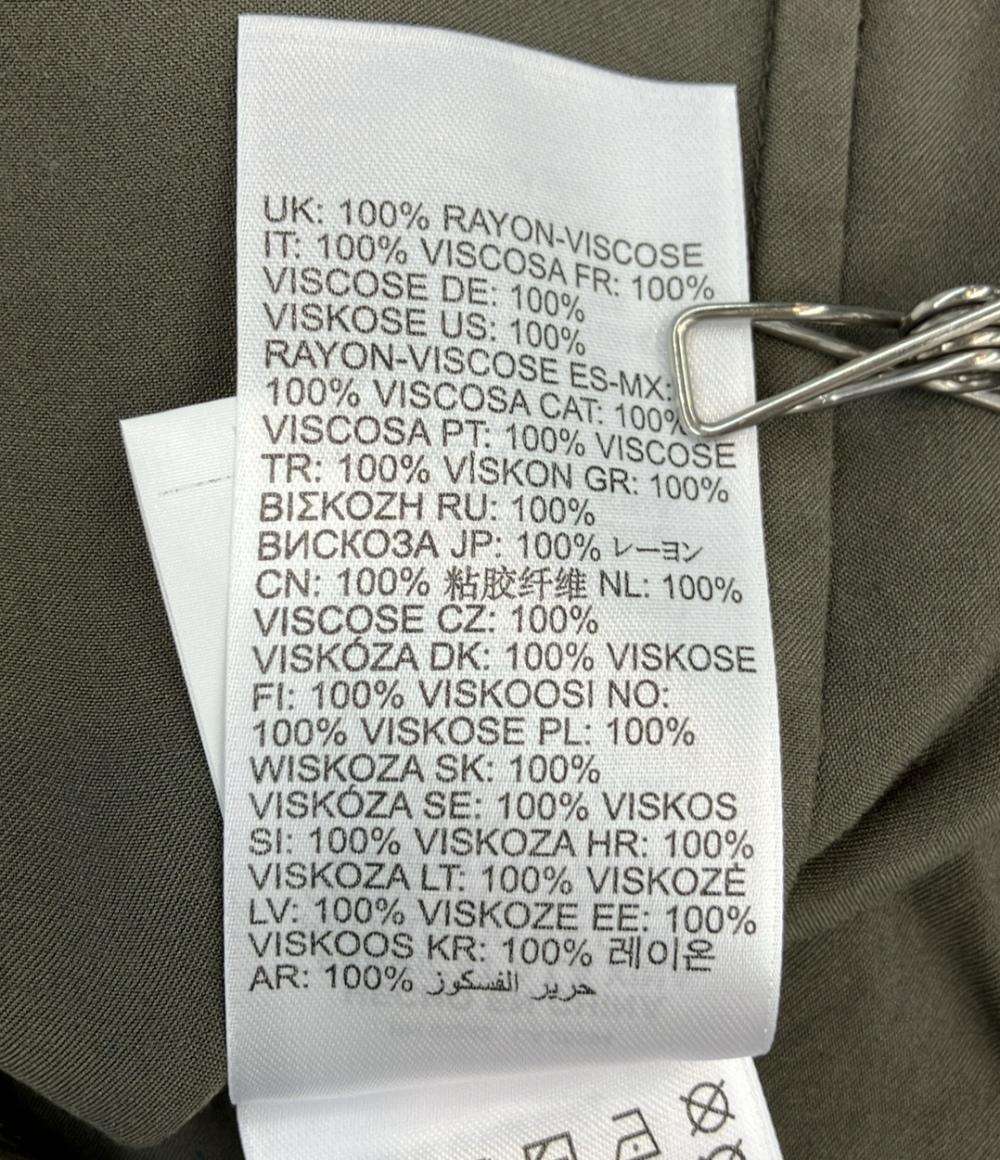 UK: 100% RAYON-VISCOSE
IT: 100% VISCOSA FR: 100%
VISCOSE DE: 100%
VISKOSE US: 100%
RAYON-VISCOSE ES-MX:
100% VISCOSA CAT: 100%
VISCOSA PT: 100% VISCOSE
TR: 100% VİSKON GR: 100%
ΒΙΣΚΟΖΗ RU: 100%
ВИСКОЗА JP: 100% レーヨン
CN: 100% 粘胶纤维 NL: 100%
VISCOSE CZ: 100%
VISKÓZA DK: 100% VISKOSE
FI: 100% VISKOOSI NO:
100% VISKOSE PL: 100%
WISKOZA SK: 100%
VISKÓZA SE: 100% VISKOS
SI: 100% VISKOZA HR: 100%
VISKOZA LT: 100% VISKOZĖ
LV: 100% VISKOZE EE: 100%
VISKOOS KR: 100% 레이온
AR: 100% حرير الفسكوز